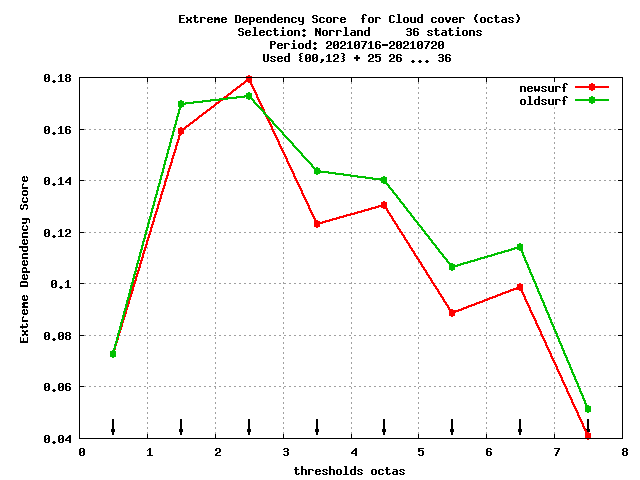 Extreme Dependency Score  for Cloud cover (octas)
Selection: Norrland     36 stations
Period: 20210716-20210720
Used {00,12} + 25 26 ... 36
newsurf
oldsurf
0.18
0.16
0.14
0.12
0.1
0.08
0.06
0.04
Extreme Dependency Score
0 1 2 3 4 5 6 7 8
thresholds octas